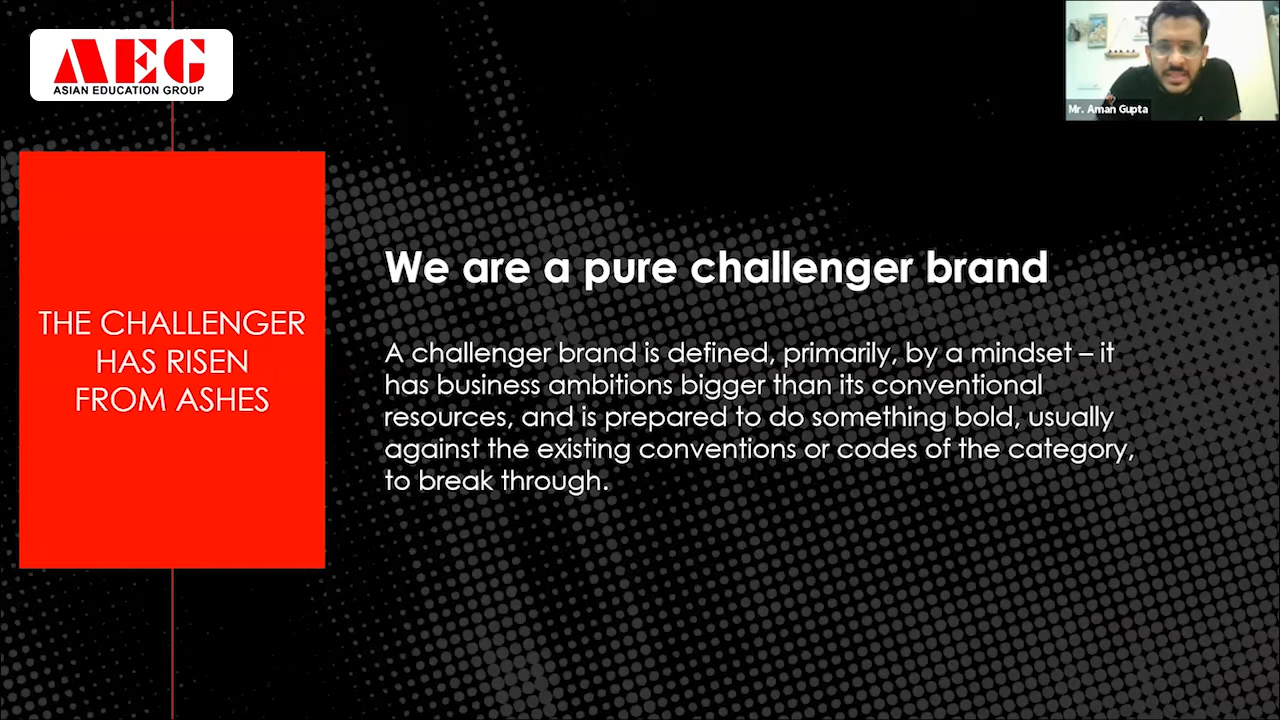 AEG
ASIAN EDUCATION GROUP
Mr. Aman Gupta
THE CHALLENGER
HAS RISEN
FROM ASHES
We are a pure challenger brand
A challenger brand is defined, primarily, by a mindset – it
has business ambitions bigger than its conventional
resources, and is prepared to do something bold, usually
against the existing conventions or codes of the category,
to break through.